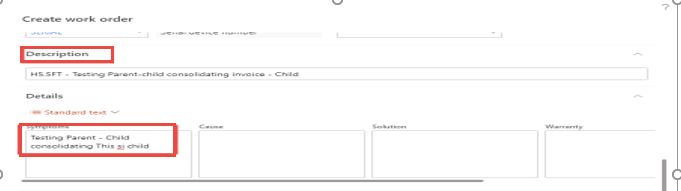 ?
Create work order
SERIAL Serial device number
Description
HS.SFT - Testing Parent-child consolidating invoice - Child
Details
Standard text
Symptoms Cause Solution Warranty
Testing Parent - Child
consolidating This si child